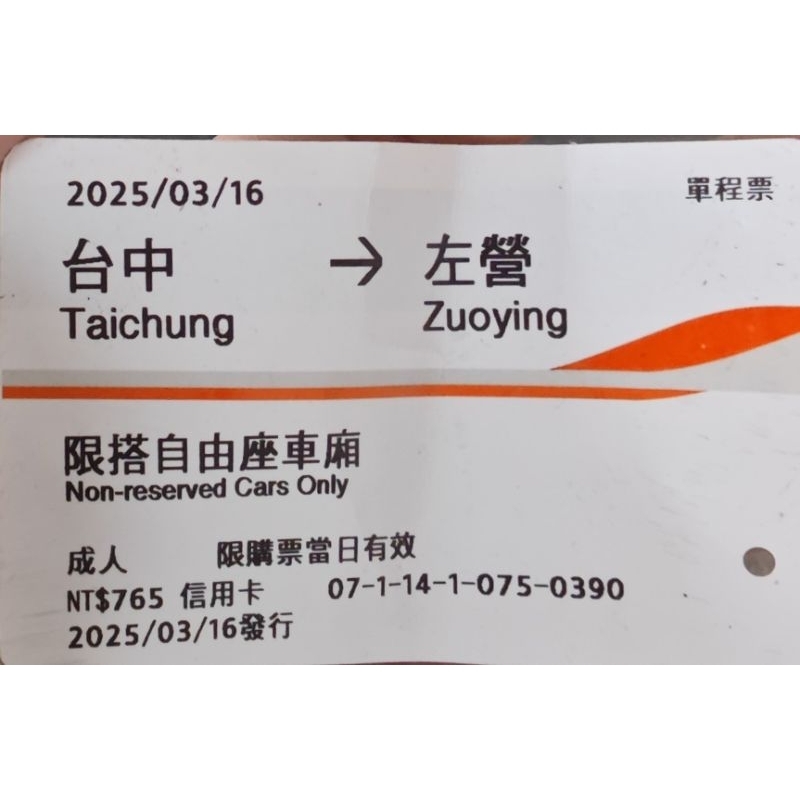 2025/03/16 單程票
台中 → 左營
Taichung Zuoying
限搭自由座車廂
Non-reserved Cars Only
成人 限購票當日有效
NT$765 信用卡 07-1-14-1-075-0390
2025/03/16發行